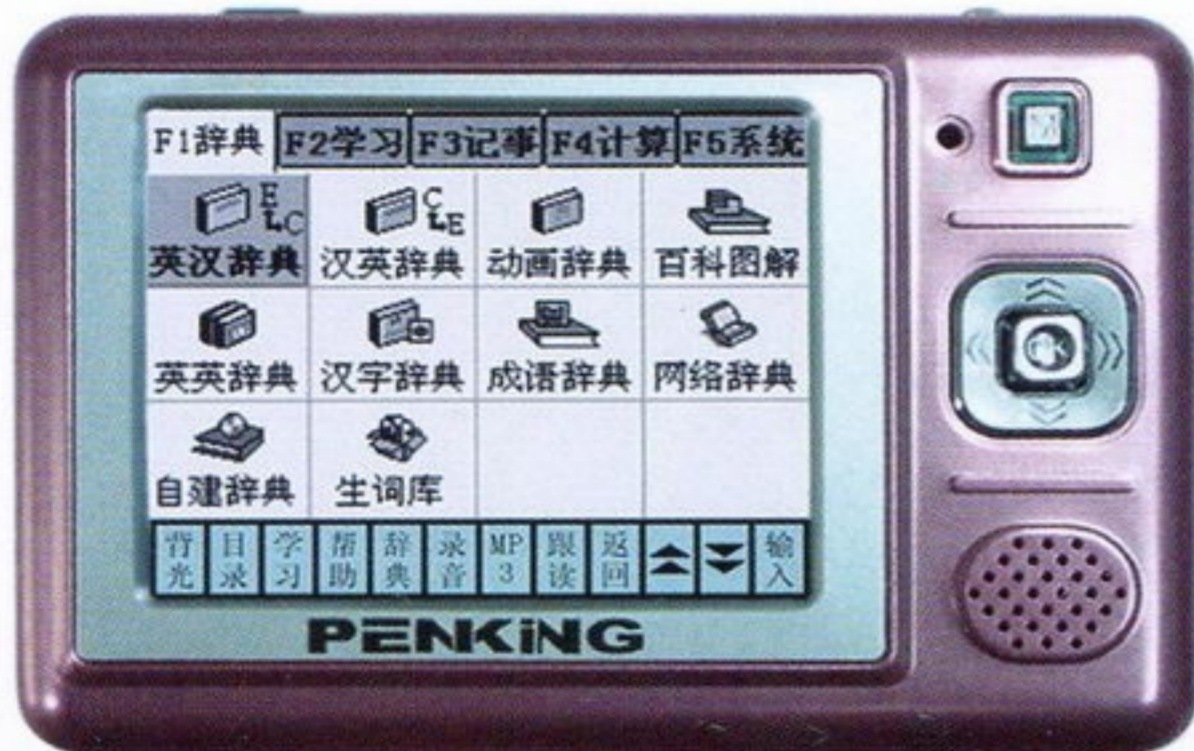 F1辞典 F2学习 F3记事 F4计算 F5系统
E
C
C
E
英汉辞典 汉英辞典 动画辞典 百科图解
英英辞典 汉字辞典 成语辞典 网络辞典
自建辞典 生词库
背光 目录 学习 帮助 辞典 录音 MP3 跟读 返回 输入
PENKiNG
OK